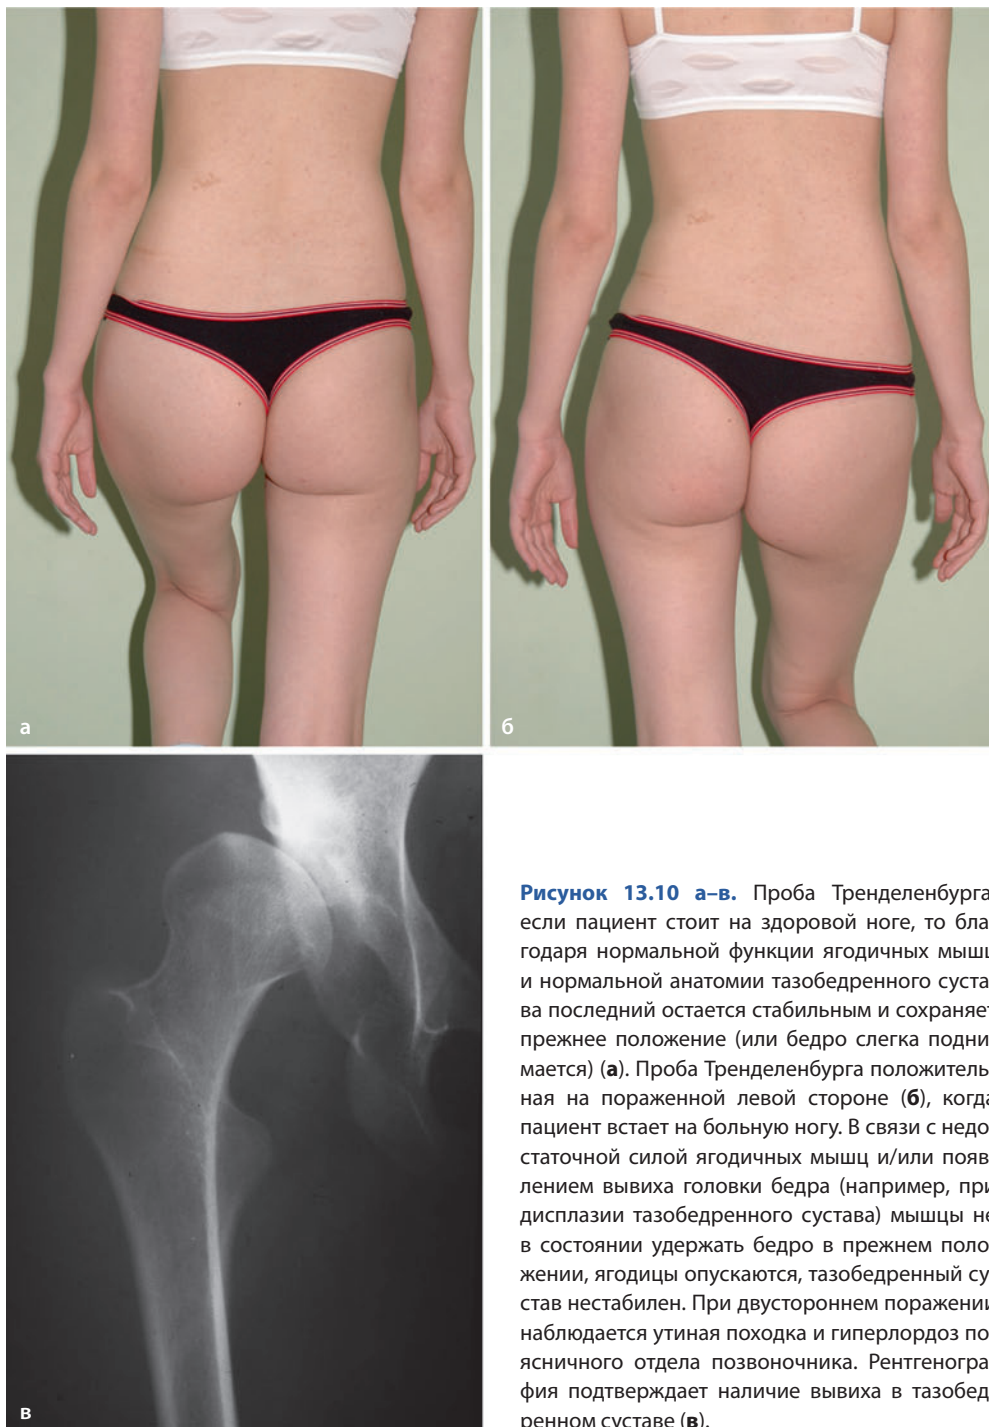 а
б
в
Рисунок 13.10 а–в. Проба Тренделенбурга
если пациент стоит на здоровой ноге, то бла
годаря нормальной функции ягодичных мышц
и нормальной анатомии тазобедренного суста
ва последний остается стабильным и сохраняет
прежнее положение (или бедро слегка подни
мается) (а). Проба Тренделенбурга положитель
ная на пораженной левой стороне (б), когда
пациент встает на больную ногу. В связи с недо
статочной силой ягодичных мышц и/или появ
лением вывиха головки бедра (например, при
дисплазии тазобедренного сустава) мышцы не
в состоянии удержать бедро в прежнем поло
жении, ягодицы опускаются, тазобедренный су
став нестабилен. При двустороннем поражении
наблюдается утиная походка и гиперлордоз по
ясничного отдела позвоночника. Рентгеногра
фия подтверждает наличие вывиха в тазобед
ренном суставе (в).